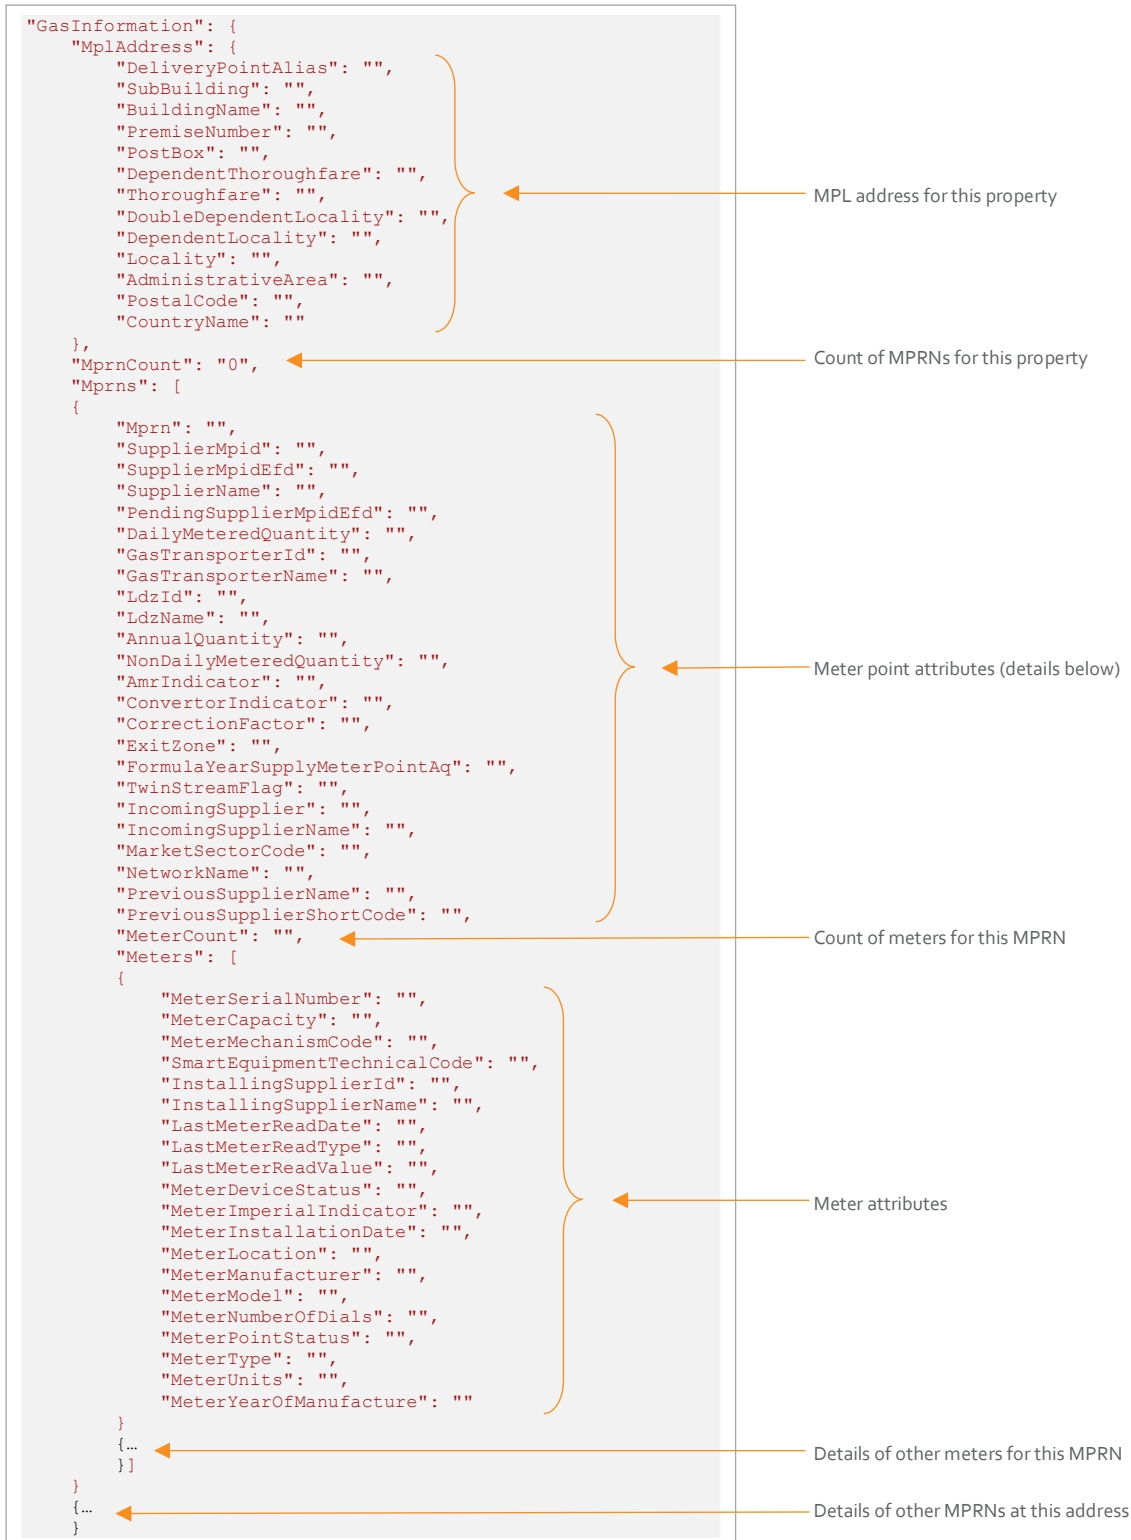 "GasInformation": {
"MplAddress": {
"DeliveryPointAlias": "",
"SubBuilding": "",
"BuildingName": "",
"PremiseNumber": "",
"PostBox": "",
"DependentThoroughfare": "",
"Thoroughfare": "",
MPL address for this property
"DoubleDependentLocality": "",
"DependentLocality": "",
"Locality": "",
"AdministrativeArea": "",
"PostalCode": "",
"CountryName": ""
},
"MprnCount": "0",
Count of MPRNs for this property
"Mprns": [
{
"Mprn": "",
"SupplierMpid": "",
"SupplierMpidEfd": "",
"SupplierName": "",
"PendingSupplierMpidEfd": "",
"DailyMeteredQuantity": "",
"GasTransporterId": "",
"GasTransporterName": "",
"LdzId": "",
"LdzName": "",
"AnnualQuantity": "",
"NonDailyMeteredQuantity": "",
Meter point attributes (details below)
"AmrIndicator": "",
"ConvertorIndicator": "",
"CorrectionFactor": "",
"ExitZone": "",
"FormulaYearSupplyMeterPointAq": "",
"TwinStreamFlag": "",
"IncomingSupplier": "",
"IncomingSupplierName": "",
"MarketSectorCode": "",
"NetworkName": "",
"PreviousSupplierName": "",
"PreviousSupplierShortCode": "",
"MeterCount": "",
Count of meters for this MPRN
"Meters": [
{
"MeterSerialNumber": "",
"MeterCapacity": "",
"MeterMechanismCode": "",
"SmartEquipmentTechnicalCode": "",
"InstallingSupplierId": "",
"InstallingSupplierName": "",
"LastMeterReadDate": "",
"LastMeterReadType": "",
"LastMeterReadValue": "",
"MeterDeviceStatus": "",
Meter attributes
"MeterImperialIndicator": "",
"MeterInstallationDate": "",
"MeterLocation": "",
"MeterManufacturer": "",
"MeterModel": "",
"MeterNumberOfDials": "",
"MeterPointStatus": "",
"MeterType": "",
"MeterUnits": "",
"MeterYearOfManufacture": ""
}
{…
Details of other meters for this MPRN
}]
}
{…
Details of other MPRNs at this address
}